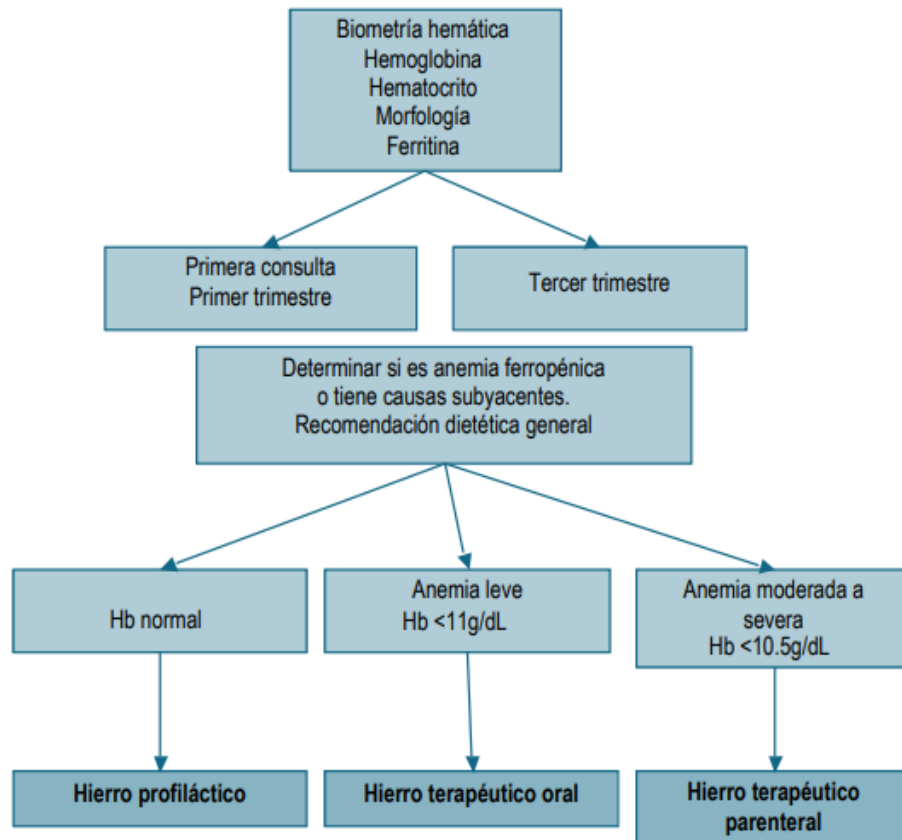 Biometría hemática
Hemoglobina
Hematocrito
Morfología
Ferritina
Primera consulta
Primer trimestre
Tercer trimestre
Determinar si es anemia ferropénica
o tiene causas subyacentes.
Recomendación dietética general
Hb normal
Anemia leve
Hb <11g/dL
Anemia moderada a
severa
Hb <10.5g/dL
Hierro profiláctico
Hierro terapéutico oral
Hierro terapéutico
parenteral